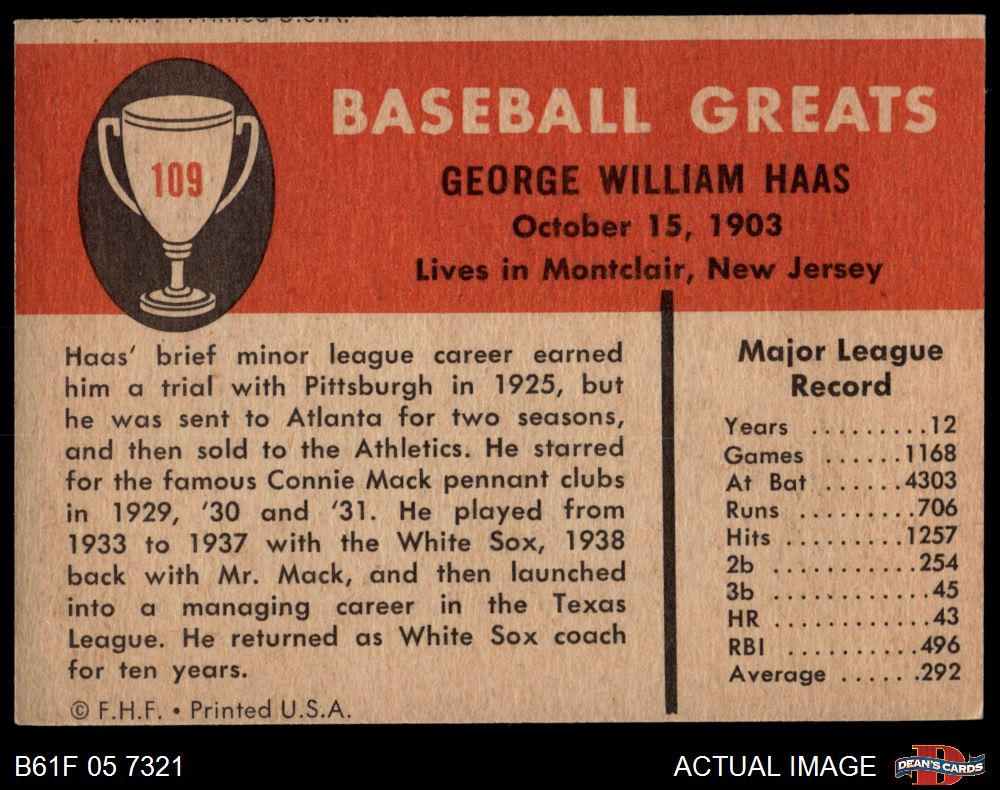 © F.H.F. • Printed U.S.A.
BASEBALL GREATS
109
GEORGE WILLIAM HAAS
October 15, 1903
Lives in Montclair, New Jersey
Haas' brief minor league career earned
him a trial with Pittsburgh in 1925, but
he was sent to Atlanta for two seasons,
and then sold to the Athletics. He starred
for the famous Connie Mack pennant clubs
in 1929, '30 and '31. He played from
1933 to 1937 with the White Sox, 1938
back with Mr. Mack, and then launched
into a managing career in the Texas
League. He returned as White Sox coach
for ten years.
© F.H.F. • Printed U.S.A.
Major League
Record
Years .........12
Games ......1168
At Bat ......4303
Runs .........706
Hits .........1257
2b ...........254
3b ............45
HR ............43
RBI ..........496
Average ......292
B61F 05 7321
ACTUAL IMAGE
DEAN'S CARDS